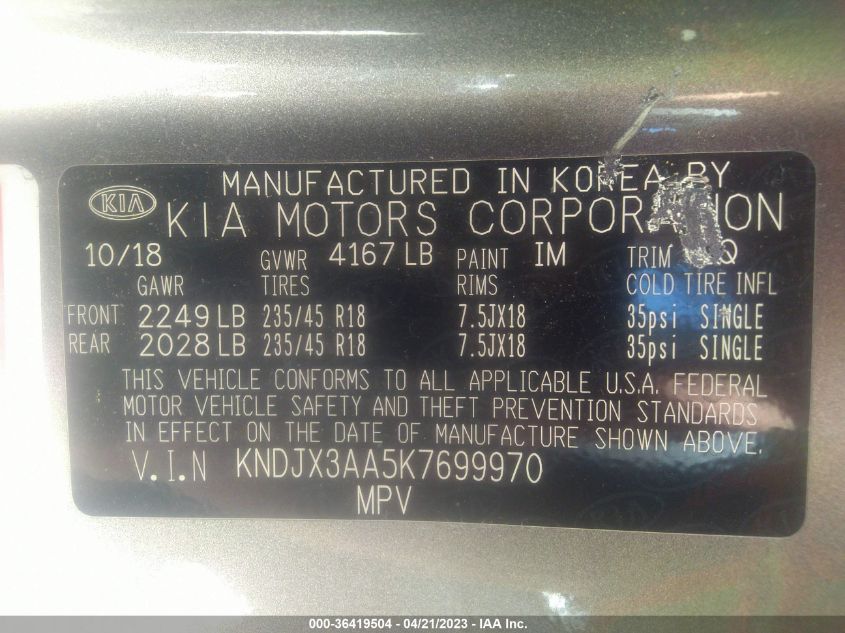 MANUFACTURED IN KOREA BY
KIA KIA MOTORS CORPORATION
10/18 GVWR 4167 LB PAINT IM TRIM Q
GAWR TIRES RIMS COLD TIRE INFL
FRONT 2249 LB 235/45 R18 7.5JX18 35psi SINGLE
REAR 2028 LB 235/45 R18 7.5JX18 35psi SINGLE
THIS VEHICLE CONFORMS TO ALL APPLICABLE U.S.A. FEDERAL
MOTOR VEHICLE SAFETY AND THEFT PREVENTION STANDARDS
IN EFFECT ON THE DATE OF MANUFACTURE SHOWN ABOVE.
V.I.N KNDJX3AA5K7699970
MPV
000-36419504 - 04/21/2023 - IAA Inc.